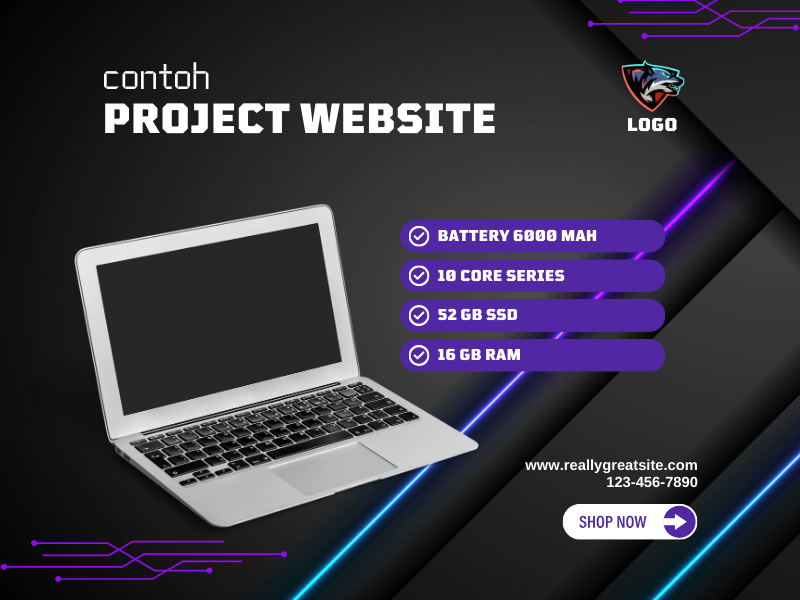 contoh
PROJECT WEBSITE
LOGO
BATTERY 6000 MAH
10 CORE SERIES
52 GB SSD
16 GB RAM
www.reallygreatsite.com
123-456-7890
SHOP NOW